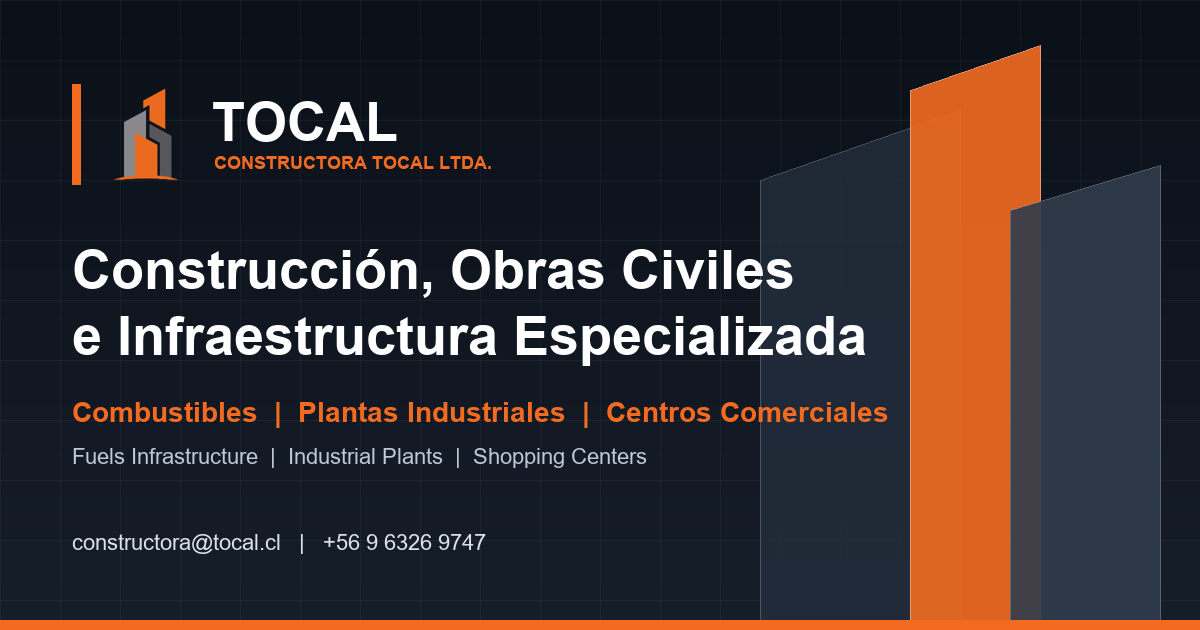 TOCAL
CONSTRUCTORA TOCAL LTDA.
Construcción, Obras Civiles
e Infraestructura Especializada
Combustibles | Plantas Industriales | Centros Comerciales
Fuels Infrastructure | Industrial Plants | Shopping Centers
constructora@tocal.cl | +56 9 6326 9747